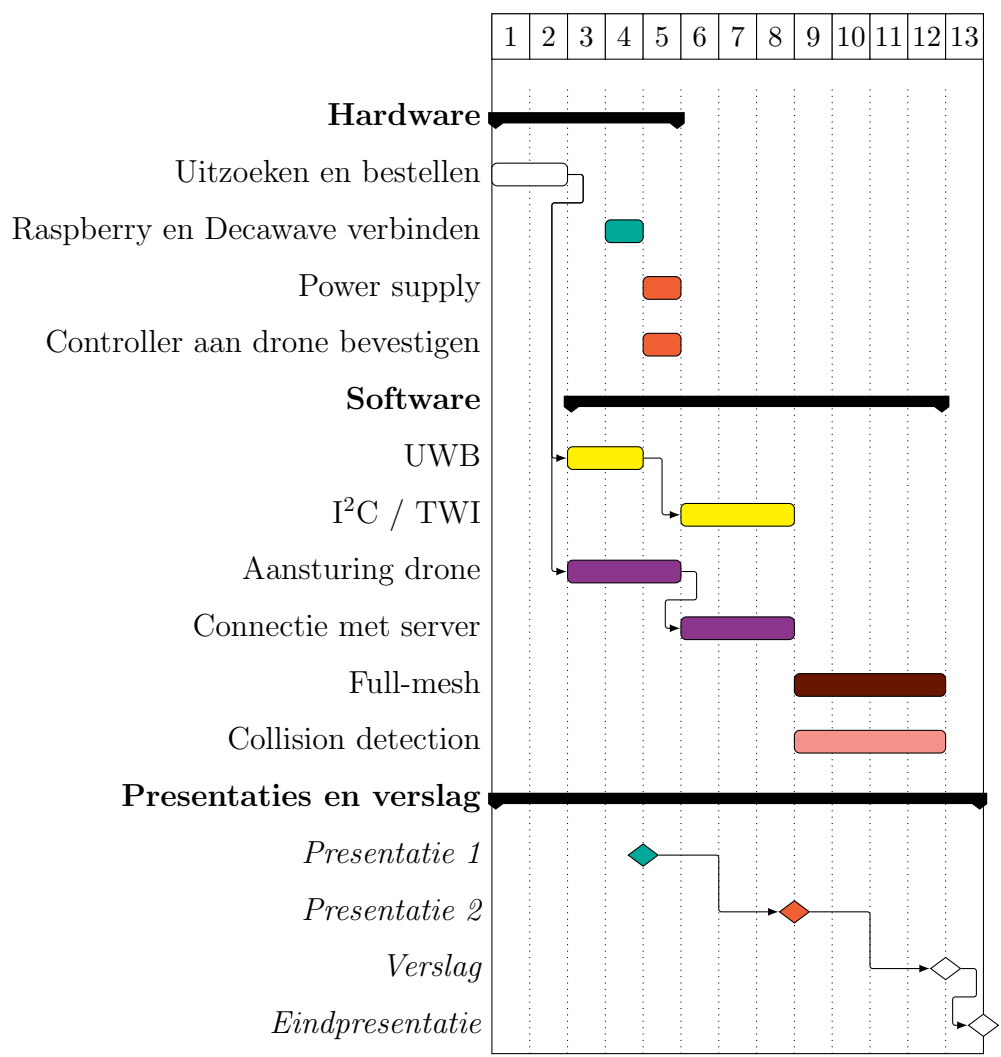 1 2 3 4 5 6 7 8 9 10 11 12 13
Hardware
Uitzoeken en bestellen
Raspberry en Decawave verbinden
Power supply
Controller aan drone bevestigen
Software
UWB
I²C / TWI
Aansturing drone
Connectie met server
Full-mesh
Collision detection
Presentaties en verslag
Presentatie 1
Presentatie 2
Verslag
Eindpresentatie